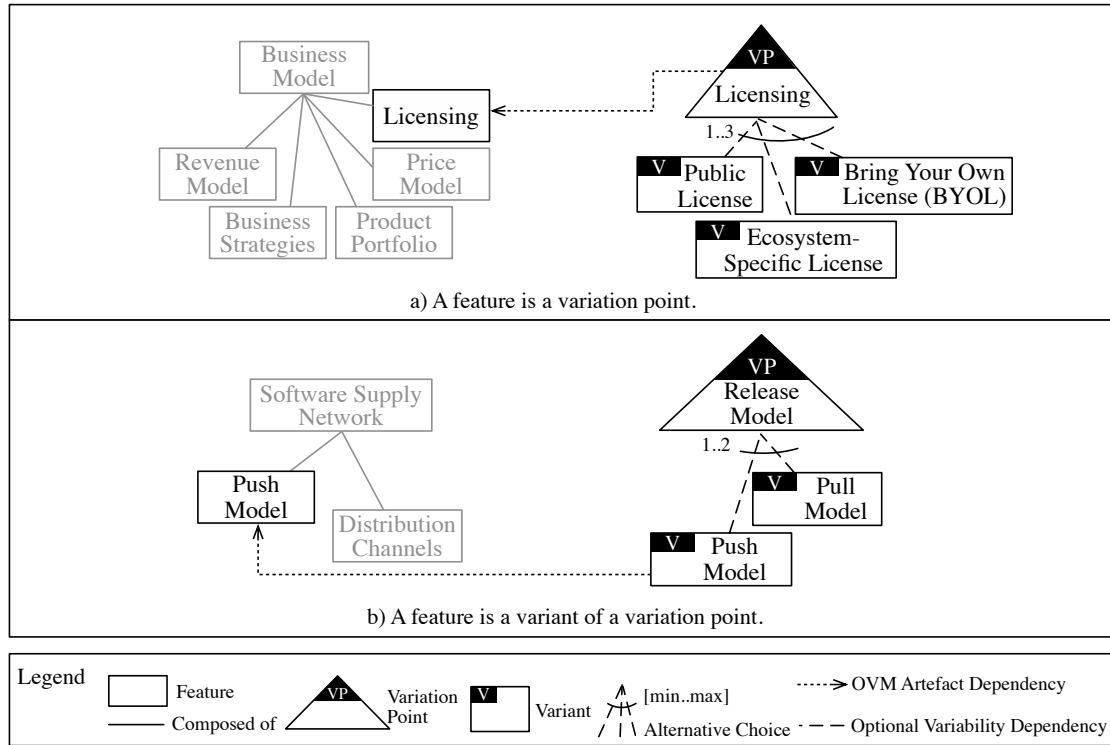 Business
Model
Licensing
Revenue
Model
Price
Model
Business
Strategies
Product
Portfolio
VP
Licensing
1..3
V
Public
License
V
Bring Your Own
License (BYOL)
V
Ecosystem-
Specific License
a) A feature is a variation point.
Software Supply
Network
Push
Model
Distribution
Channels
VP
Release
Model
1..2
V
Pull
Model
V
Push
Model
b) A feature is a variant of a variation point.
Legend
Feature
Composed of
VP
Variation
Point
V
Variant
[min..max]
Alternative Choice
OVM Artefact Dependency
Optional Variability Dependency